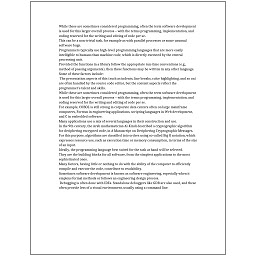 While these are sometimes considered programming, often the term software development
is used for this larger overall process – with the terms programming, implementation, and
coding reserved for the writing and editing of code per se.
This can be a non-trivial task, for example as with parallel processes or some unusual
software bugs.
Programmers typically use high-level programming languages that are more easily
intelligible to humans than machine code, which is directly executed by the central
processing unit.
Provided the functions in a library follow the appropriate run-time conventions (e.g.,
method of passing arguments), then these functions may be written in any other language.
Some of these factors include:
The presentation aspects of this (such as indents, line breaks, color highlighting, and so on)
are often handled by the source code editor, but the content aspects reflect the
programmer's talent and skills.
While these are sometimes considered programming, often the term software development
is used for this larger overall process – with the terms programming, implementation, and
coding reserved for the writing and editing of code per se.
For example, COBOL is still strong in corporate data centers often on large mainframe
computers, Fortran in engineering applications, scripting languages in Web development,
and C in embedded software.
Many applications use a mix of several languages in their construction and use.
In the 9th century, the Arab mathematician Al-Kindi described a cryptographic algorithm
for deciphering encrypted code, in A Manuscript on Deciphering Cryptographic Messages.
For this purpose, algorithms are classified into orders using so-called Big O notation, which
expresses resource use, such as execution time or memory consumption, in terms of the size
of an input.
Ideally, the programming language best suited for the task at hand will be selected.
They are the building blocks for all software, from the simplest applications to the most
sophisticated ones.
Many factors, having little or nothing to do with the ability of the computer to efficiently
compile and execute the code, contribute to readability.
Sometimes software development is known as software engineering, especially when it
employs formal methods or follows an engineering design process.
Debugging is often done with IDEs. Standalone debuggers like GDB are also used, and these
often provide less of a visual environment, usually using a command line.